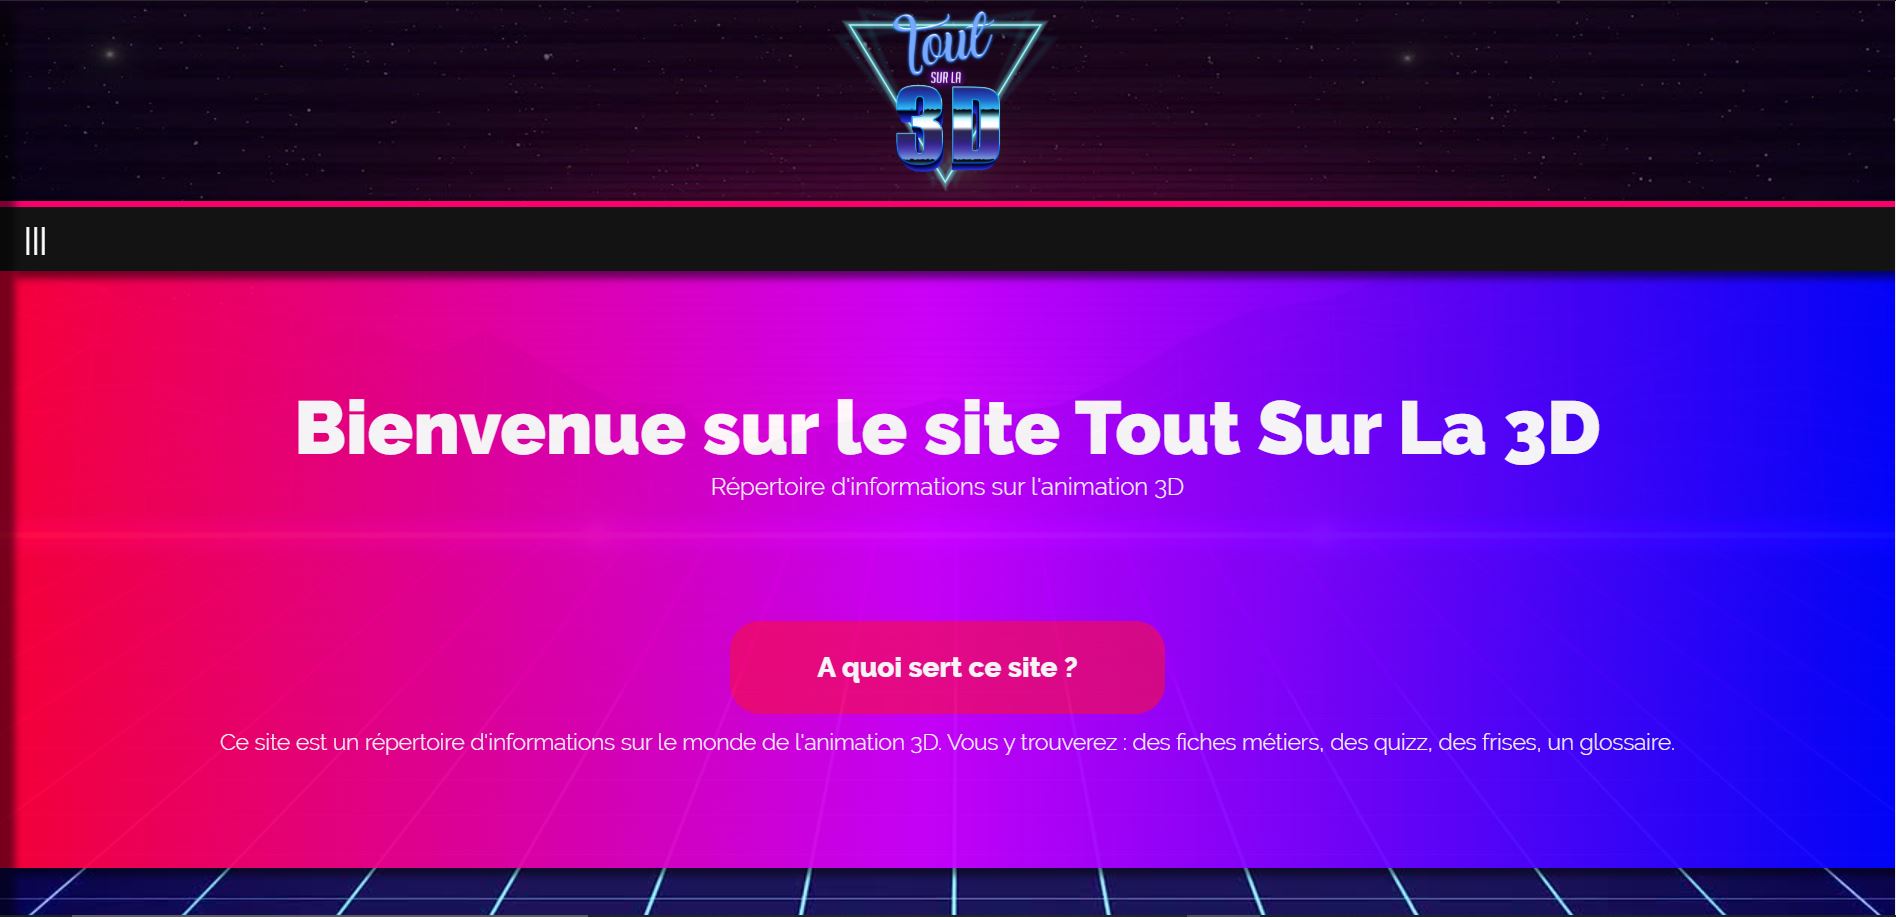 Tout
SUR LA
3D
Bienvenue sur le site Tout Sur La 3D
Répertoire d'informations sur l'animation 3D
A quoi sert ce site ?
Ce site est un répertoire d'informations sur le monde de l'animation 3D. Vous y trouverez : des fiches métiers, des quizz, des frises, un glossaire.